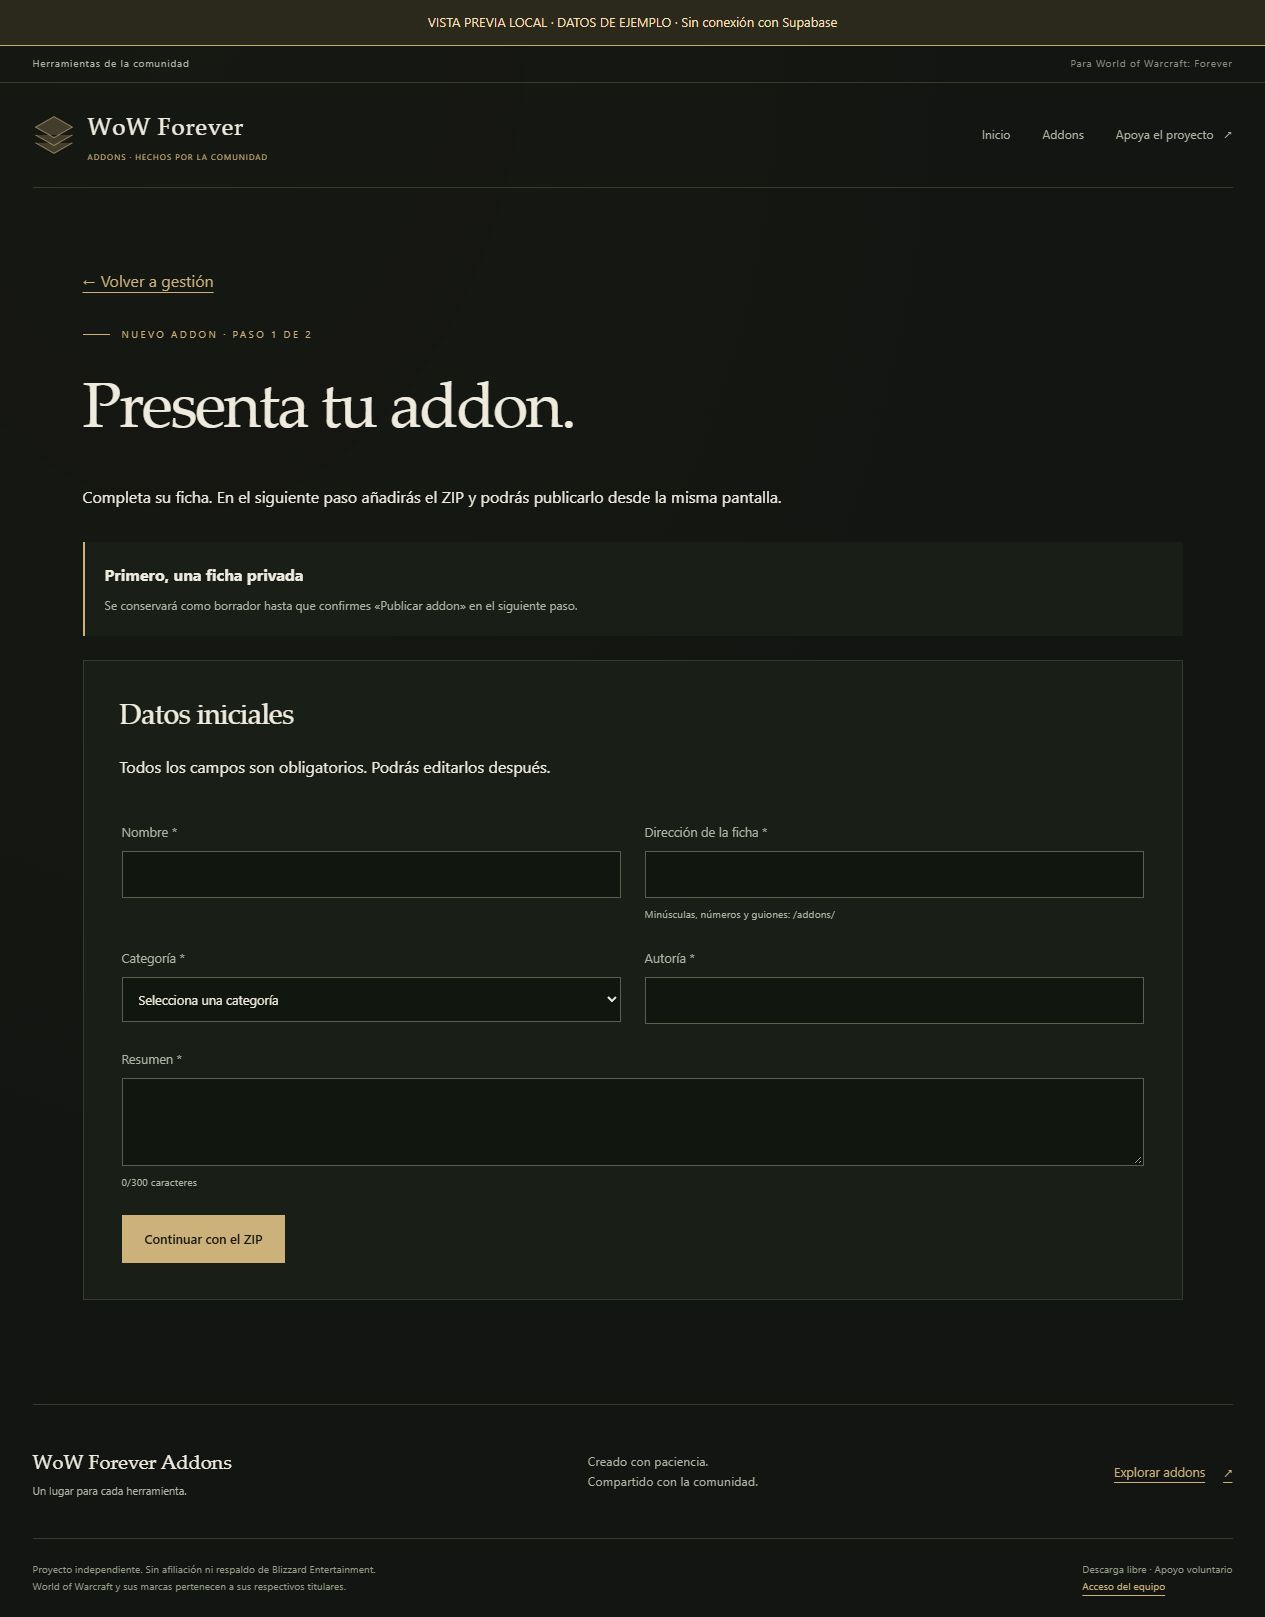 VISTA PREVIA LOCAL · DATOS DE EJEMPLO · Sin conexión con Supabase
Herramientas de la comunidad
Para World of Warcraft: Forever
WoW Forever
ADDONS · HECHOS POR LA COMUNIDAD
Inicio
Addons
Apoya el proyecto ↗
← Volver a gestión
NUEVO ADDON · PASO 1 DE 2
Presenta tu addon.
Completa su ficha. En el siguiente paso añadirás el ZIP y podrás publicarlo desde la misma pantalla.
Primero, una ficha privada
Se conservará como borrador hasta que confirmes «Publicar addon» en el siguiente paso.
Datos iniciales
Todos los campos son obligatorios. Podrás editarlos después.
Nombre *
Dirección de la ficha *
Minúsculas, números y guiones: /addons/
Categoría *
Selecciona una categoría
Autoría *
Resumen *
0/300 caracteres
Continuar con el ZIP
WoW Forever Addons
Un lugar para cada herramienta.
Creado con paciencia.
Compartido con la comunidad.
Explorar addons ↗
Proyecto independiente. Sin afiliación ni respaldo de Blizzard Entertainment.
World of Warcraft y sus marcas pertenecen a sus respectivos titulares.
Descarga libre · Apoyo voluntario
Acceso del equipo